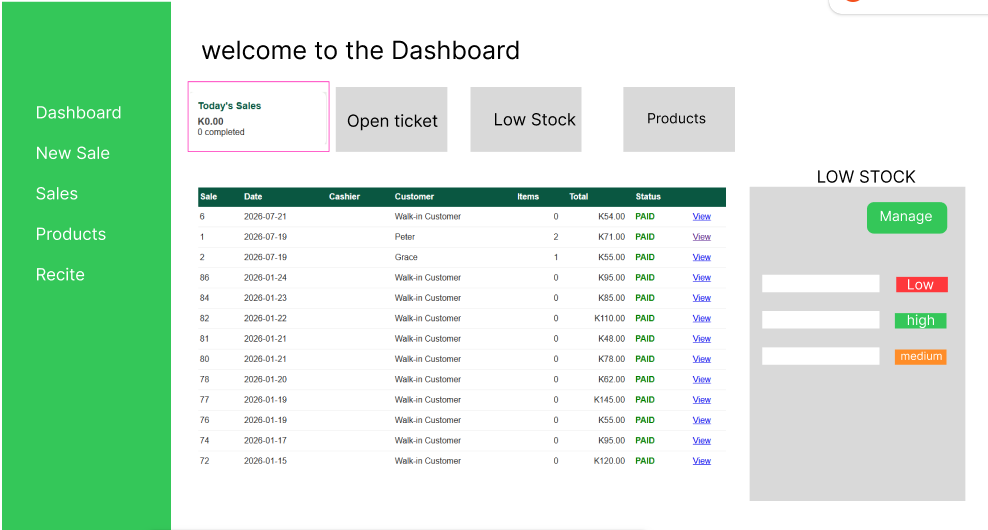 welcome to the Dashboard
Dashboard
New Sale
Sales
Products
Recite
Today's Sales
K0.00
0 completed
Open ticket
Low Stock
Products
Sale Date Cashier Customer Items Total Status
6 2026-07-21 Walk-in Customer 0 K54.00 PAID View
1 2026-07-19 Peter 2 K71.00 PAID View
2 2026-07-19 Grace 1 K55.00 PAID View
86 2026-01-24 Walk-in Customer 0 K95.00 PAID View
84 2026-01-23 Walk-in Customer 0 K85.00 PAID View
82 2026-01-22 Walk-in Customer 0 K110.00 PAID View
81 2026-01-21 Walk-in Customer 0 K48.00 PAID View
80 2026-01-21 Walk-in Customer 0 K78.00 PAID View
78 2026-01-20 Walk-in Customer 0 K62.00 PAID View
77 2026-01-19 Walk-in Customer 0 K145.00 PAID View
76 2026-01-19 Walk-in Customer 0 K55.00 PAID View
74 2026-01-17 Walk-in Customer 0 K95.00 PAID View
72 2026-01-15 Walk-in Customer 0 K120.00 PAID View
LOW STOCK
Manage
Low
high
medium